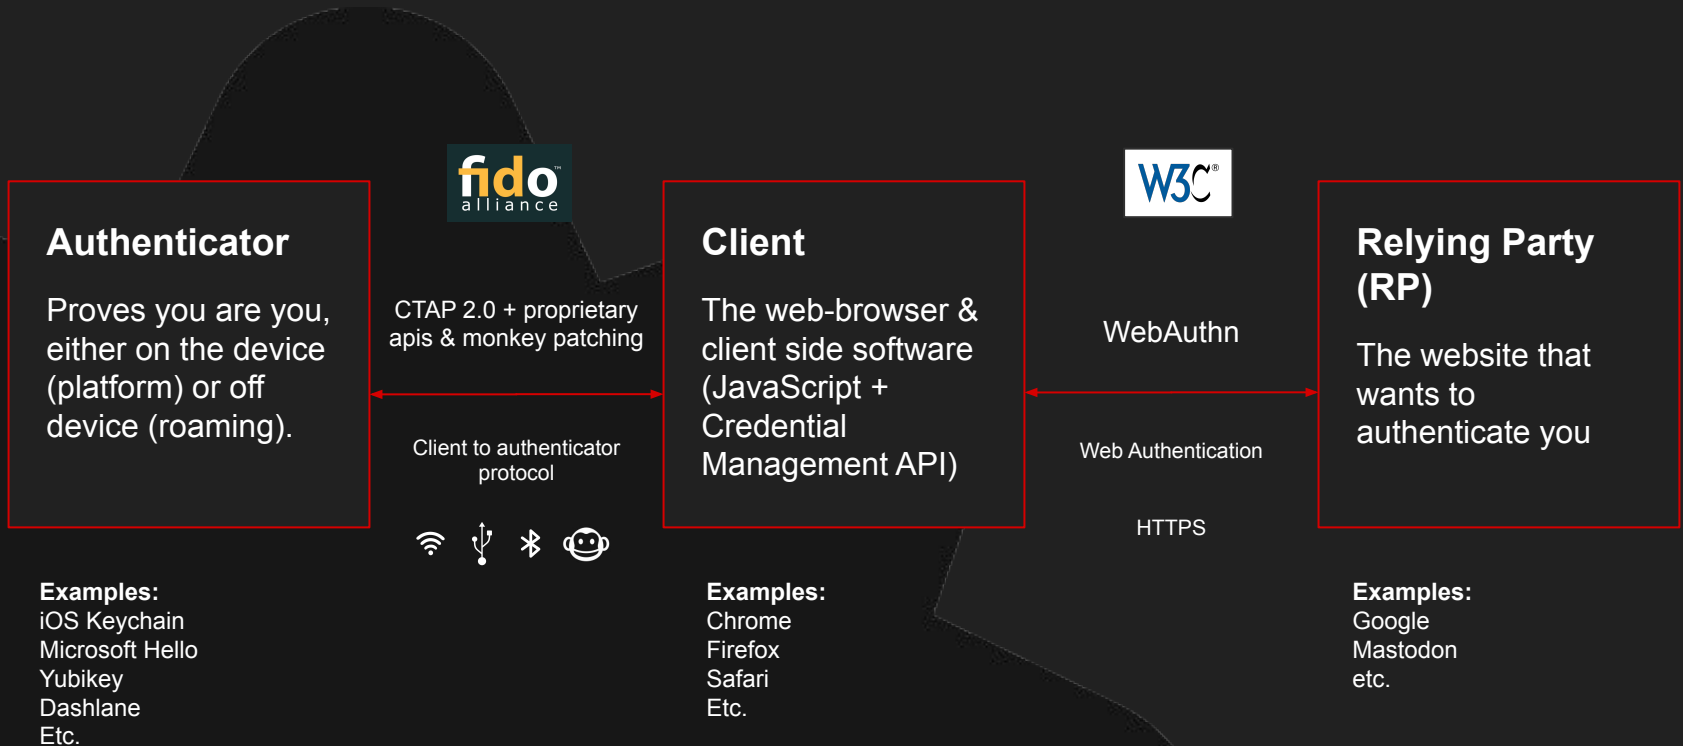 fido™
alliance
W3C®
Authenticator
Proves you are you,
either on the device
(platform) or off
device (roaming).
CTAP 2.0 + proprietary
apis & monkey patching
Client to authenticator
protocol
Client
The web-browser &
client side software
(JavaScript +
Credential
Management API)
WebAuthn
Web Authentication
HTTPS
Relying Party
(RP)
The website that
wants to
authenticate you
Examples:
iOS Keychain
Microsoft Hello
Yubikey
Dashlane
Etc.
Examples:
Chrome
Firefox
Safari
Etc.
Examples:
Google
Mastodon
etc.